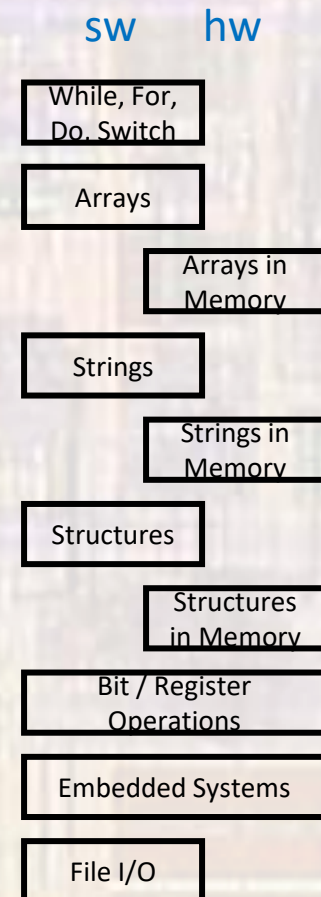 sw hw
While, For,
Do, Switch
Arrays
Arrays in
Memory
Strings
Strings in
Memory
Structures
Structures
in Memory
Bit / Register
Operations
Embedded Systems
File I/O